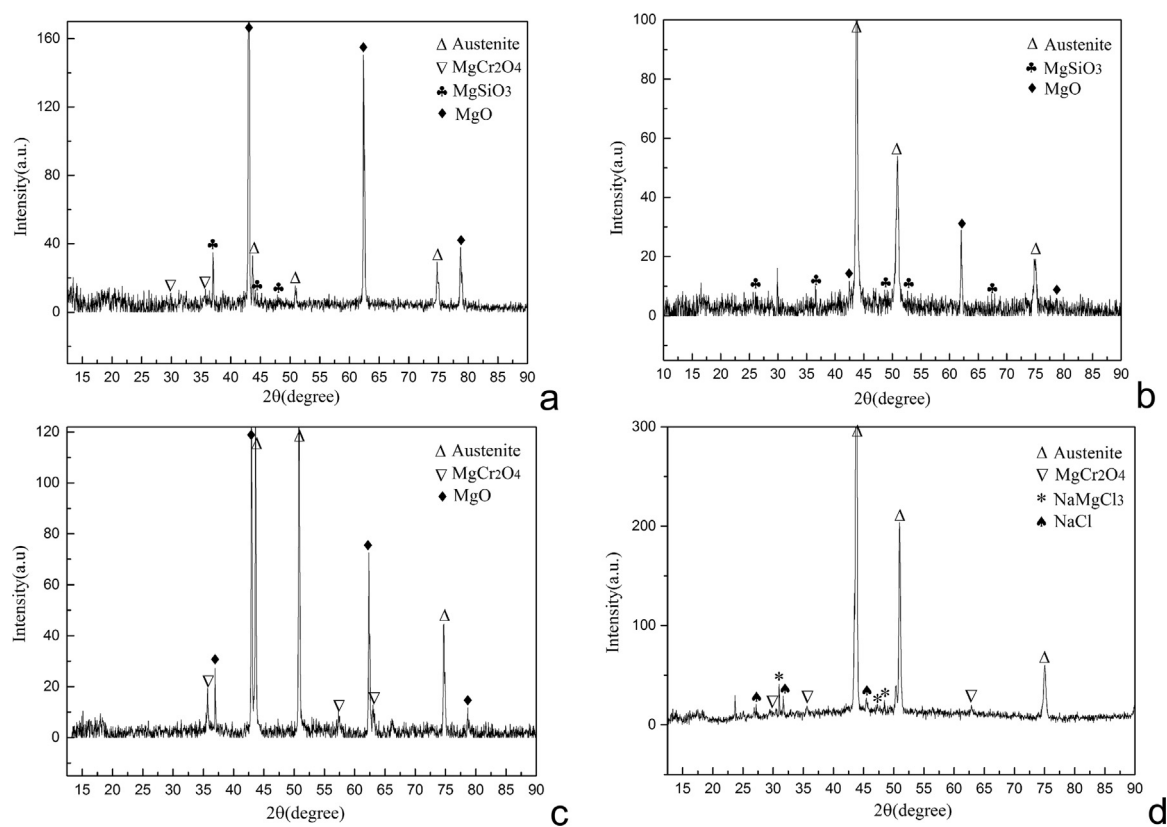 160
120
80
40
0
Intensity(a.u.)
Austenite
MgCr2O4
MgSiO3
MgO
15 20 25 30 35 40 45 50 55 60 65 70 75 80 85 90
2θ(degree)
a
100
80
60
40
20
0
Intensity(a.u)
Austenite
MgSiO3
MgO
10 15 20 25 30 35 40 45 50 55 60 65 70 75 80 85 90
2θ(degree)
b
120
100
80
60
40
20
0
Intensity(a.u)
Austenite
MgCr2O4
MgO
15 20 25 30 35 40 45 50 55 60 65 70 75 80 85 90
2θ(degree)
c
300
200
100
0
Intensity(a.u.)
Austenite
MgCr2O4
NaMgCl3
NaCl
15 20 25 30 35 40 45 50 55 60 65 70 75 80 85 90
2θ(degree)
d